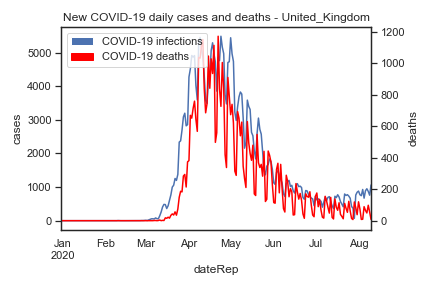 New COVID-19 daily cases and deaths - United_Kingdom
COVID-19 infections
COVID-19 deaths
cases
5000
4000
3000
2000
1000
0
deaths
1200
1000
800
600
400
200
0
Jan Feb Mar Apr May Jun Jul Aug
2020
dateRep